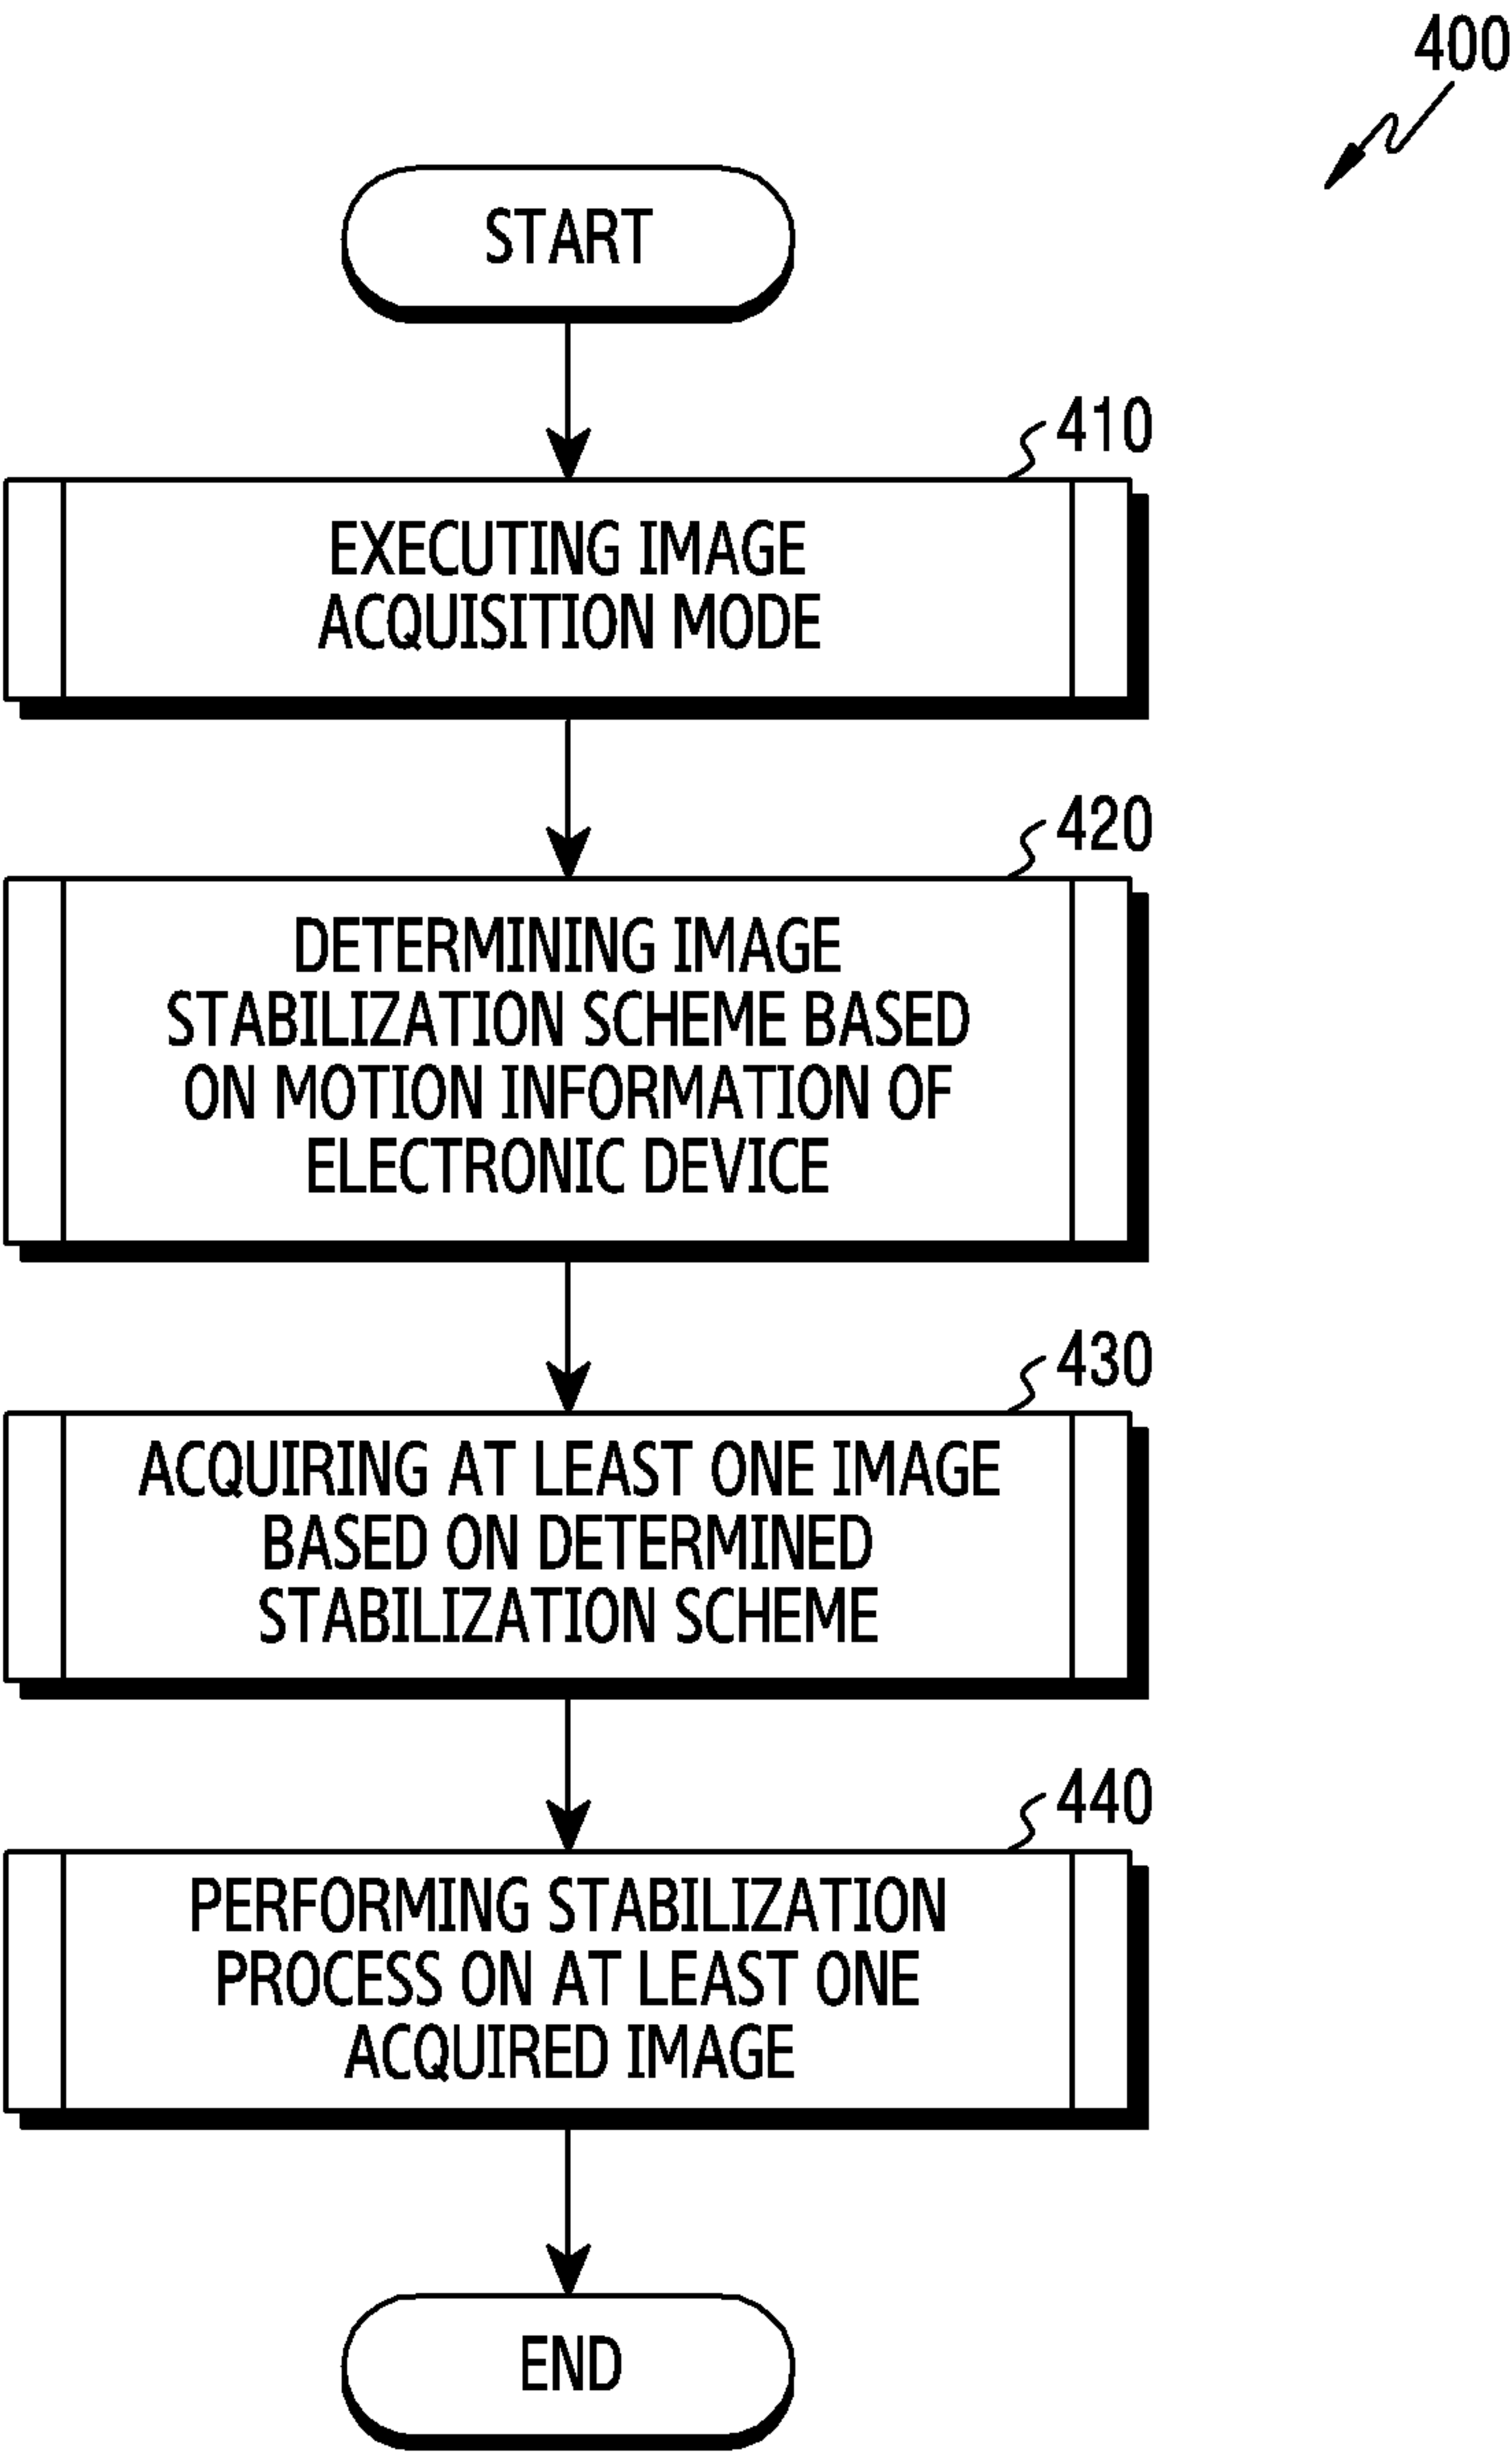 400
START
410
EXECUTING IMAGE
ACQUISITION MODE
420
DETERMINING IMAGE
STABILIZATION SCHEME BASED
ON MOTION INFORMATION OF
ELECTRONIC DEVICE
430
ACQUIRING AT LEAST ONE IMAGE
BASED ON DETERMINED
STABILIZATION SCHEME
440
PERFORMING STABILIZATION
PROCESS ON AT LEAST ONE
ACQUIRED IMAGE
END